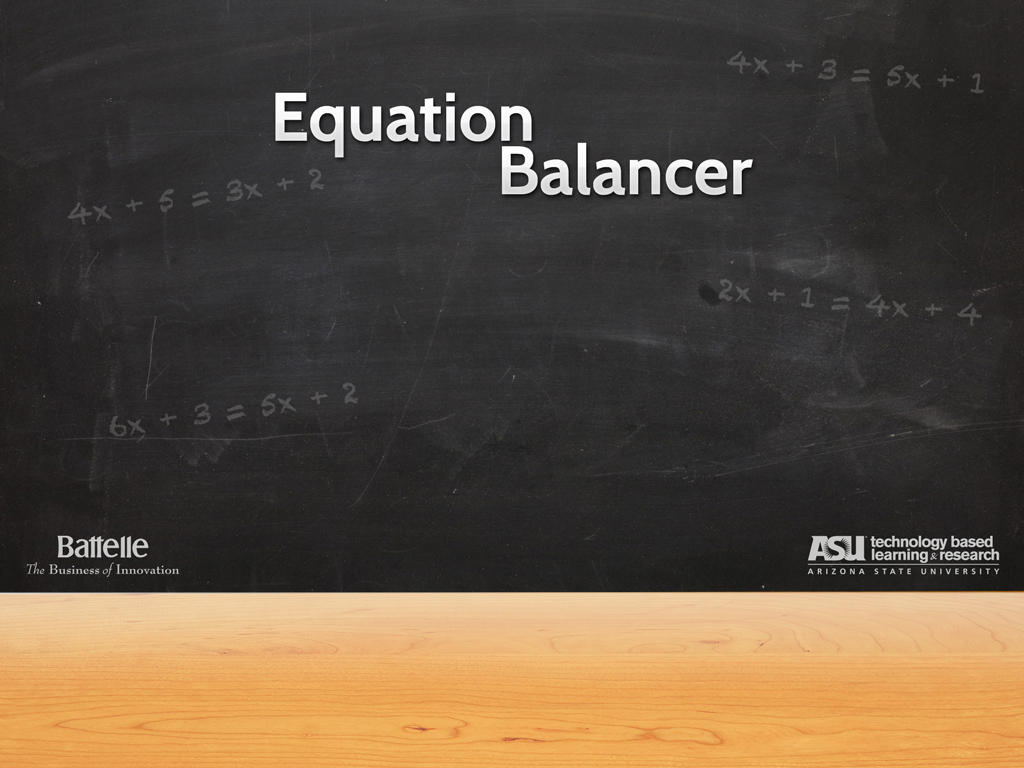 4x + 3 = 5x + 1
Equation
Balancer
4x + 5 = 3x + 2
2x + 1 = 4x + 4
6x + 3 = 5x + 2
Battelle
The Business of Innovation
ASU technology based
learning & research
ARIZONA STATE UNIVERSITY